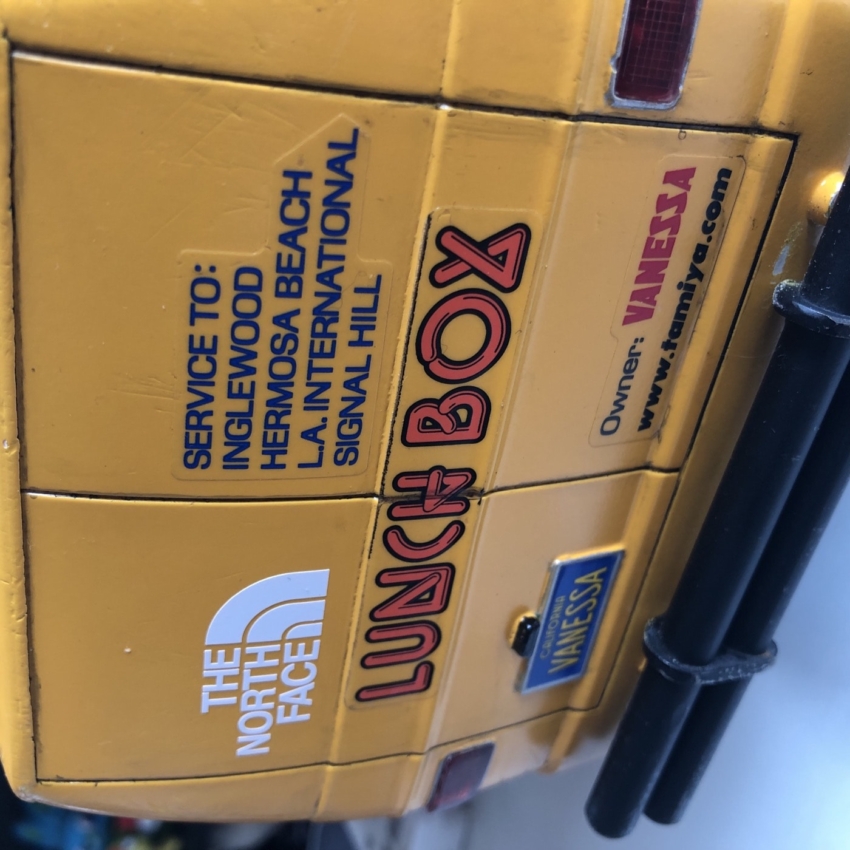 THE
NORTH
FACE
SERVICE TO:
INGLEWOOD
HERMOSA BEACH
L.A. INTERNATIONAL
SIGNAL HILL
LUNCH BOX
CALIFORNIA
VANESSA
Owner: VANESSA
www.tamiya.com